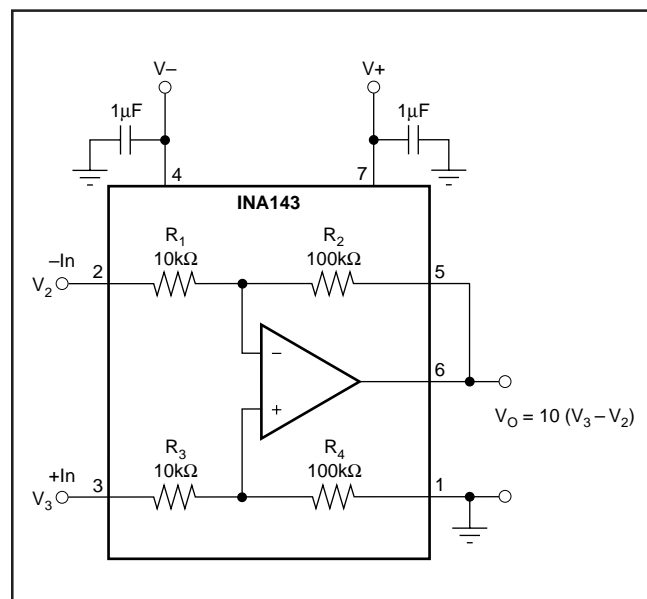 V– V+
1µF 1µF
4 7
INA143
R1 R2
–In 10kΩ 100kΩ
2 5
V2
–
6
+
VO = 10 (V3 – V2)
R3 R4
+In 10kΩ 100kΩ
3 1
V3